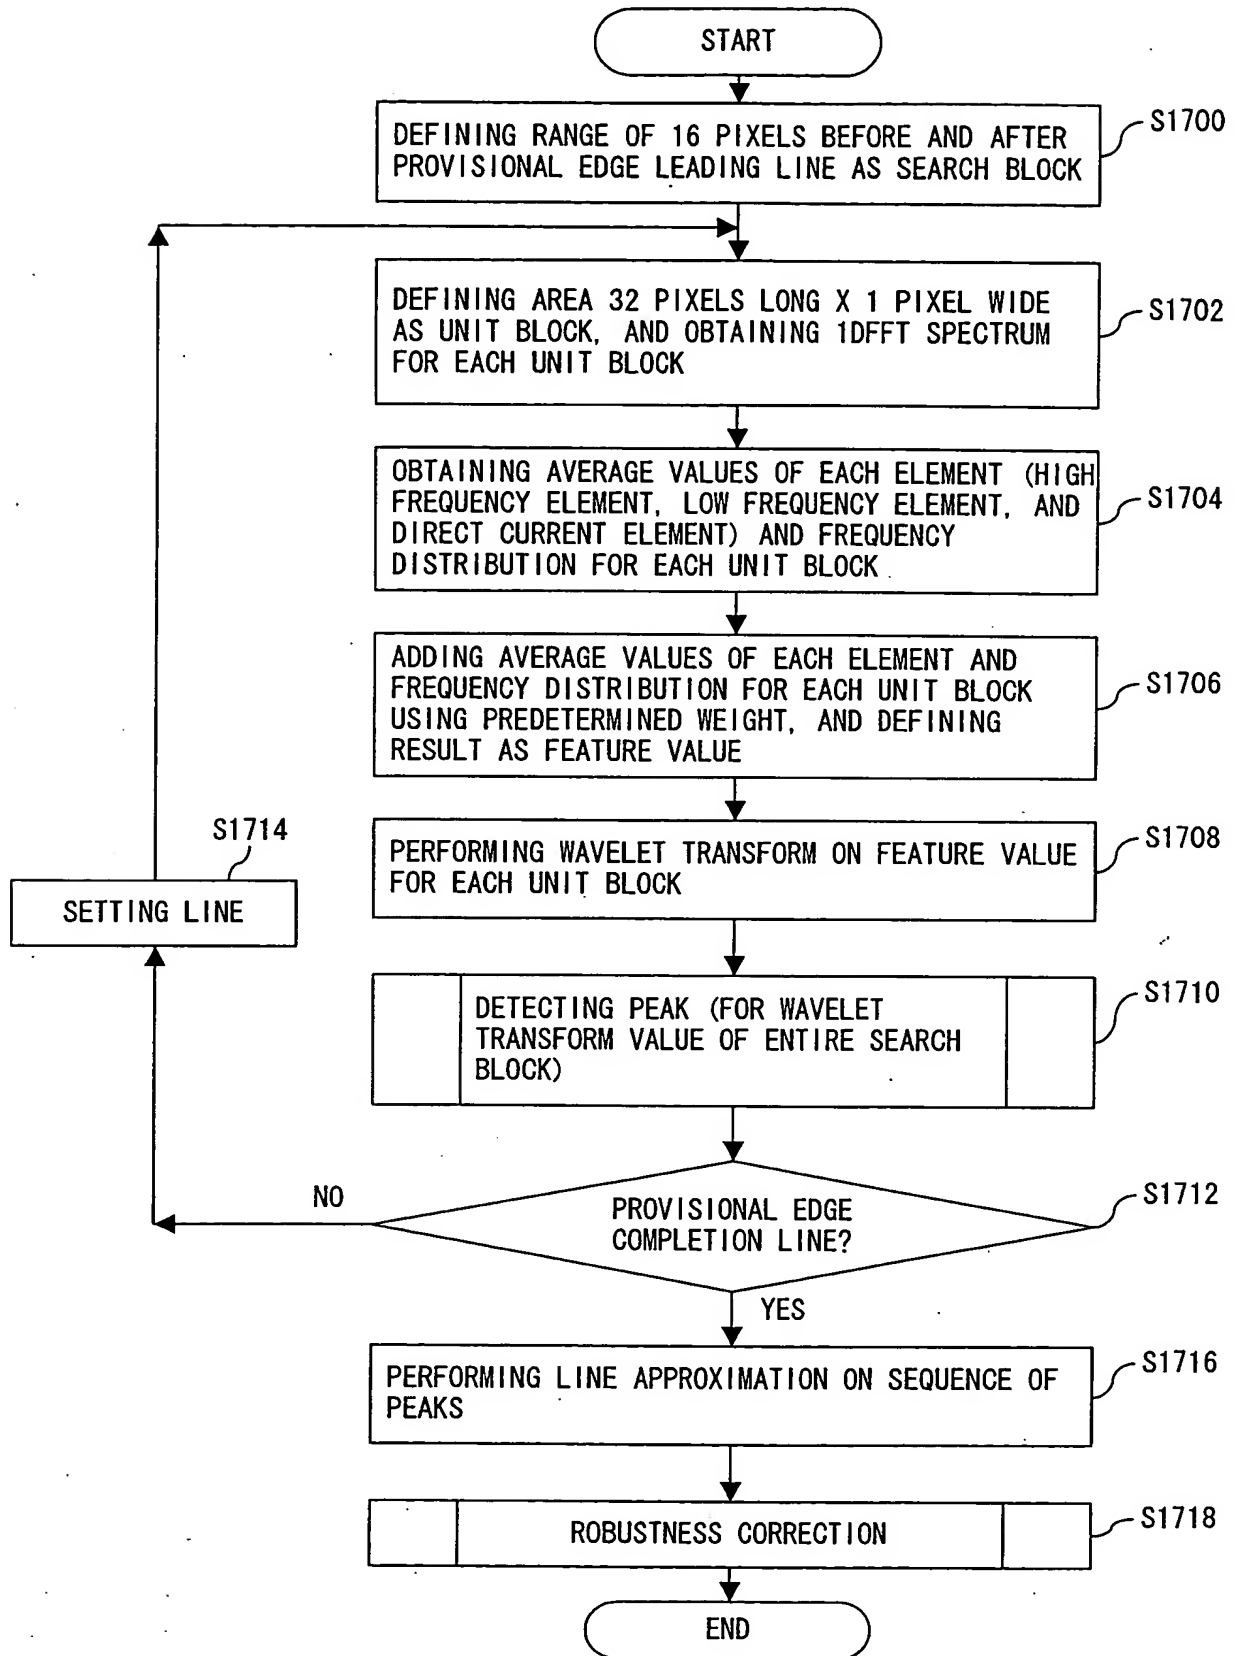 START
DEFINING RANGE OF 16 PIXELS BEFORE AND AFTER
PROVISIONAL EDGE LEADING LINE AS SEARCH BLOCK
S1700
DEFINING AREA 32 PIXELS LONG X 1 PIXEL WIDE
AS UNIT BLOCK, AND OBTAINING 1DFFT SPECTRUM
FOR EACH UNIT BLOCK
S1702
OBTAINING AVERAGE VALUES OF EACH ELEMENT (HIGH
FREQUENCY ELEMENT, LOW FREQUENCY ELEMENT, AND
DIRECT CURRENT ELEMENT) AND FREQUENCY
DISTRIBUTION FOR EACH UNIT BLOCK
S1704
ADDING AVERAGE VALUES OF EACH ELEMENT AND
FREQUENCY DISTRIBUTION FOR EACH UNIT BLOCK
USING PREDETERMINED WEIGHT, AND DEFINING
RESULT AS FEATURE VALUE
S1706
PERFORMING WAVELET TRANSFORM ON FEATURE VALUE
FOR EACH UNIT BLOCK
S1708
S1714
SETTING LINE
DETECTING PEAK (FOR WAVELET
TRANSFORM VALUE OF ENTIRE SEARCH
BLOCK)
S1710
NO
PROVISIONAL EDGE
COMPLETION LINE?
S1712
YES
PERFORMING LINE APPROXIMATION ON SEQUENCE OF
PEAKS
S1716
ROBUSTNESS CORRECTION
S1718
END